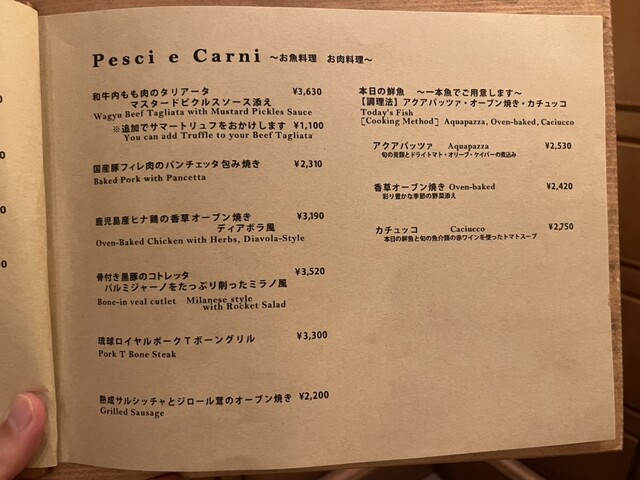 Pesci e Carni ～お魚料理　お肉料理～
和牛内もも肉のタリアータ ¥3,630
マスタードピクルスソース添え
Wagyu Beef Tagliata with Mustard Pickles Sauce
※追加でサマートリュフをおかけします ¥1,100
You can add Truffle to your Beef Tagliata
国産豚フィレ肉のパンチェッタ包み焼き ¥2,310
Baked Pork with Pancetta
鹿児島産ヒナ鶏の香草オーブン焼き ¥3,190
ディアボラ風
Oven-Baked Chicken with Herbs, Diavola-Style
骨付き黒豚のコトレッタ ¥3,520
パルミジャーノをたっぷり削ったミラノ風
Bone-in veal cutlet Milanese style
with Rocket Salad
琉球ロイヤルポークTボーングリル ¥3,300
Pork T Bone Steak
熟成サルシッチャとジロール茸のオーブン焼き ¥2,200
Grilled Sausage
本日の鮮魚　～一本魚でご用意します～
【調理法】アクアパッツァ・オーブン焼き・カチュッコ
Today's Fish
[Cooking Method] Aquapazza, Oven-baked, Caciucco
アクアパッツァ Aquapazza ¥2,530
旬の貝類とドライトマト・オリーブ・ケイパーの煮込み
香草オーブン焼き Oven-baked ¥2,420
彩り豊かな季節の野菜添え
カチュッコ Caciucco ¥2,750
本日の鮮魚と旬の魚介類の赤ワインを使ったトマトスープ